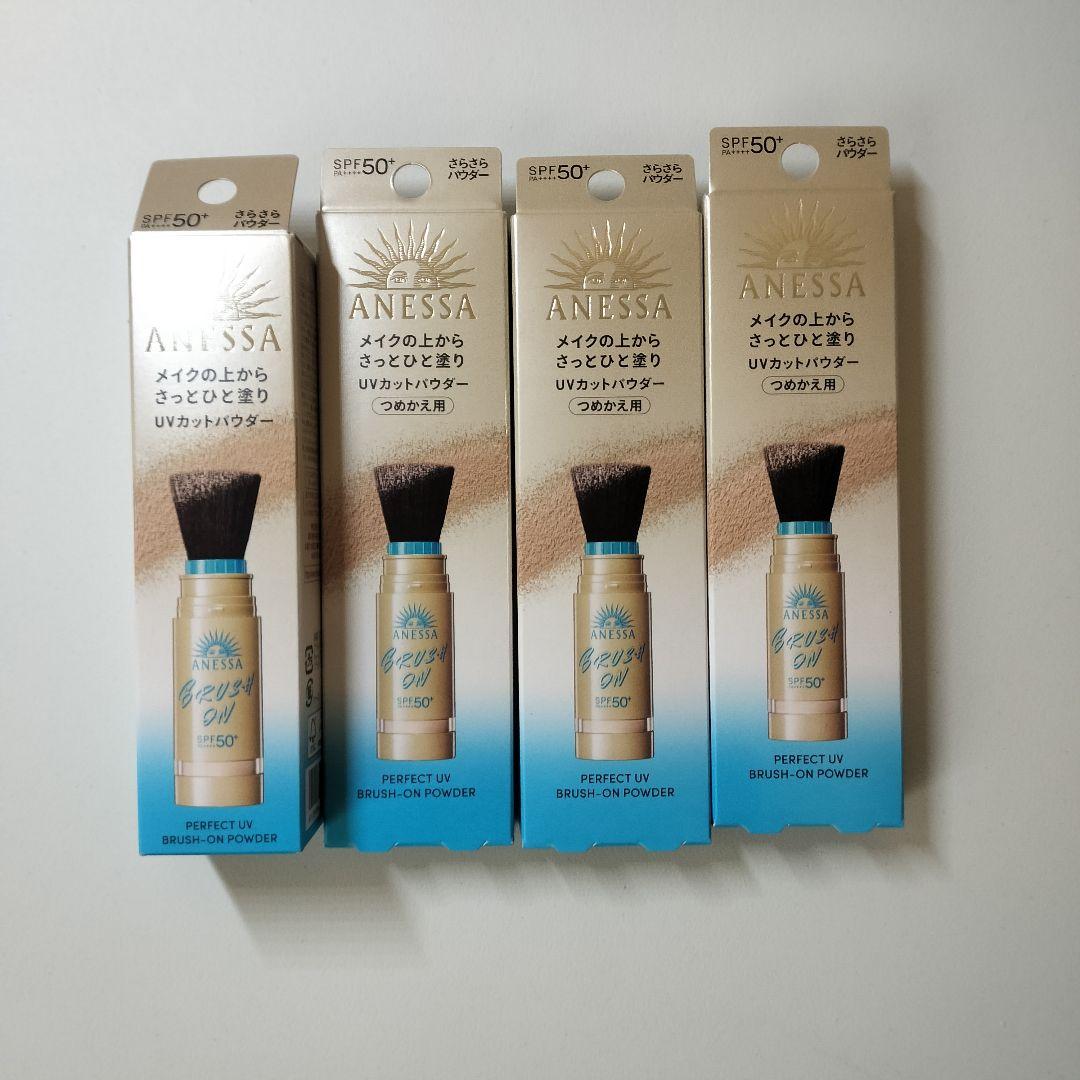 SPF50+
PA++++
さらさら
パウダー
ANESSA
メイクの上から
さっとひと塗り
UVカットパウダー
ANESSA
BRUSH
ON
SPF50+
PERFECT UV
BRUSH-ON POWDER
SPF50+
PA++++
さらさら
パウダー
ANESSA
メイクの上から
さっとひと塗り
UVカットパウダー
つめかえ用
ANESSA
BRUSH
ON
SPF50+
PERFECT UV
BRUSH-ON POWDER
SPF50+
PA++++
さらさら
パウダー
ANESSA
メイクの上から
さっとひと塗り
UVカットパウダー
つめかえ用
ANESSA
BRUSH
ON
SPF50+
PERFECT UV
BRUSH-ON POWDER
SPF50+
PA++++
さらさら
パウダー
ANESSA
メイクの上から
さっとひと塗り
UVカットパウダー
つめかえ用
ANESSA
BRUSH
ON
SPF50+
PERFECT UV
BRUSH-ON POWDER